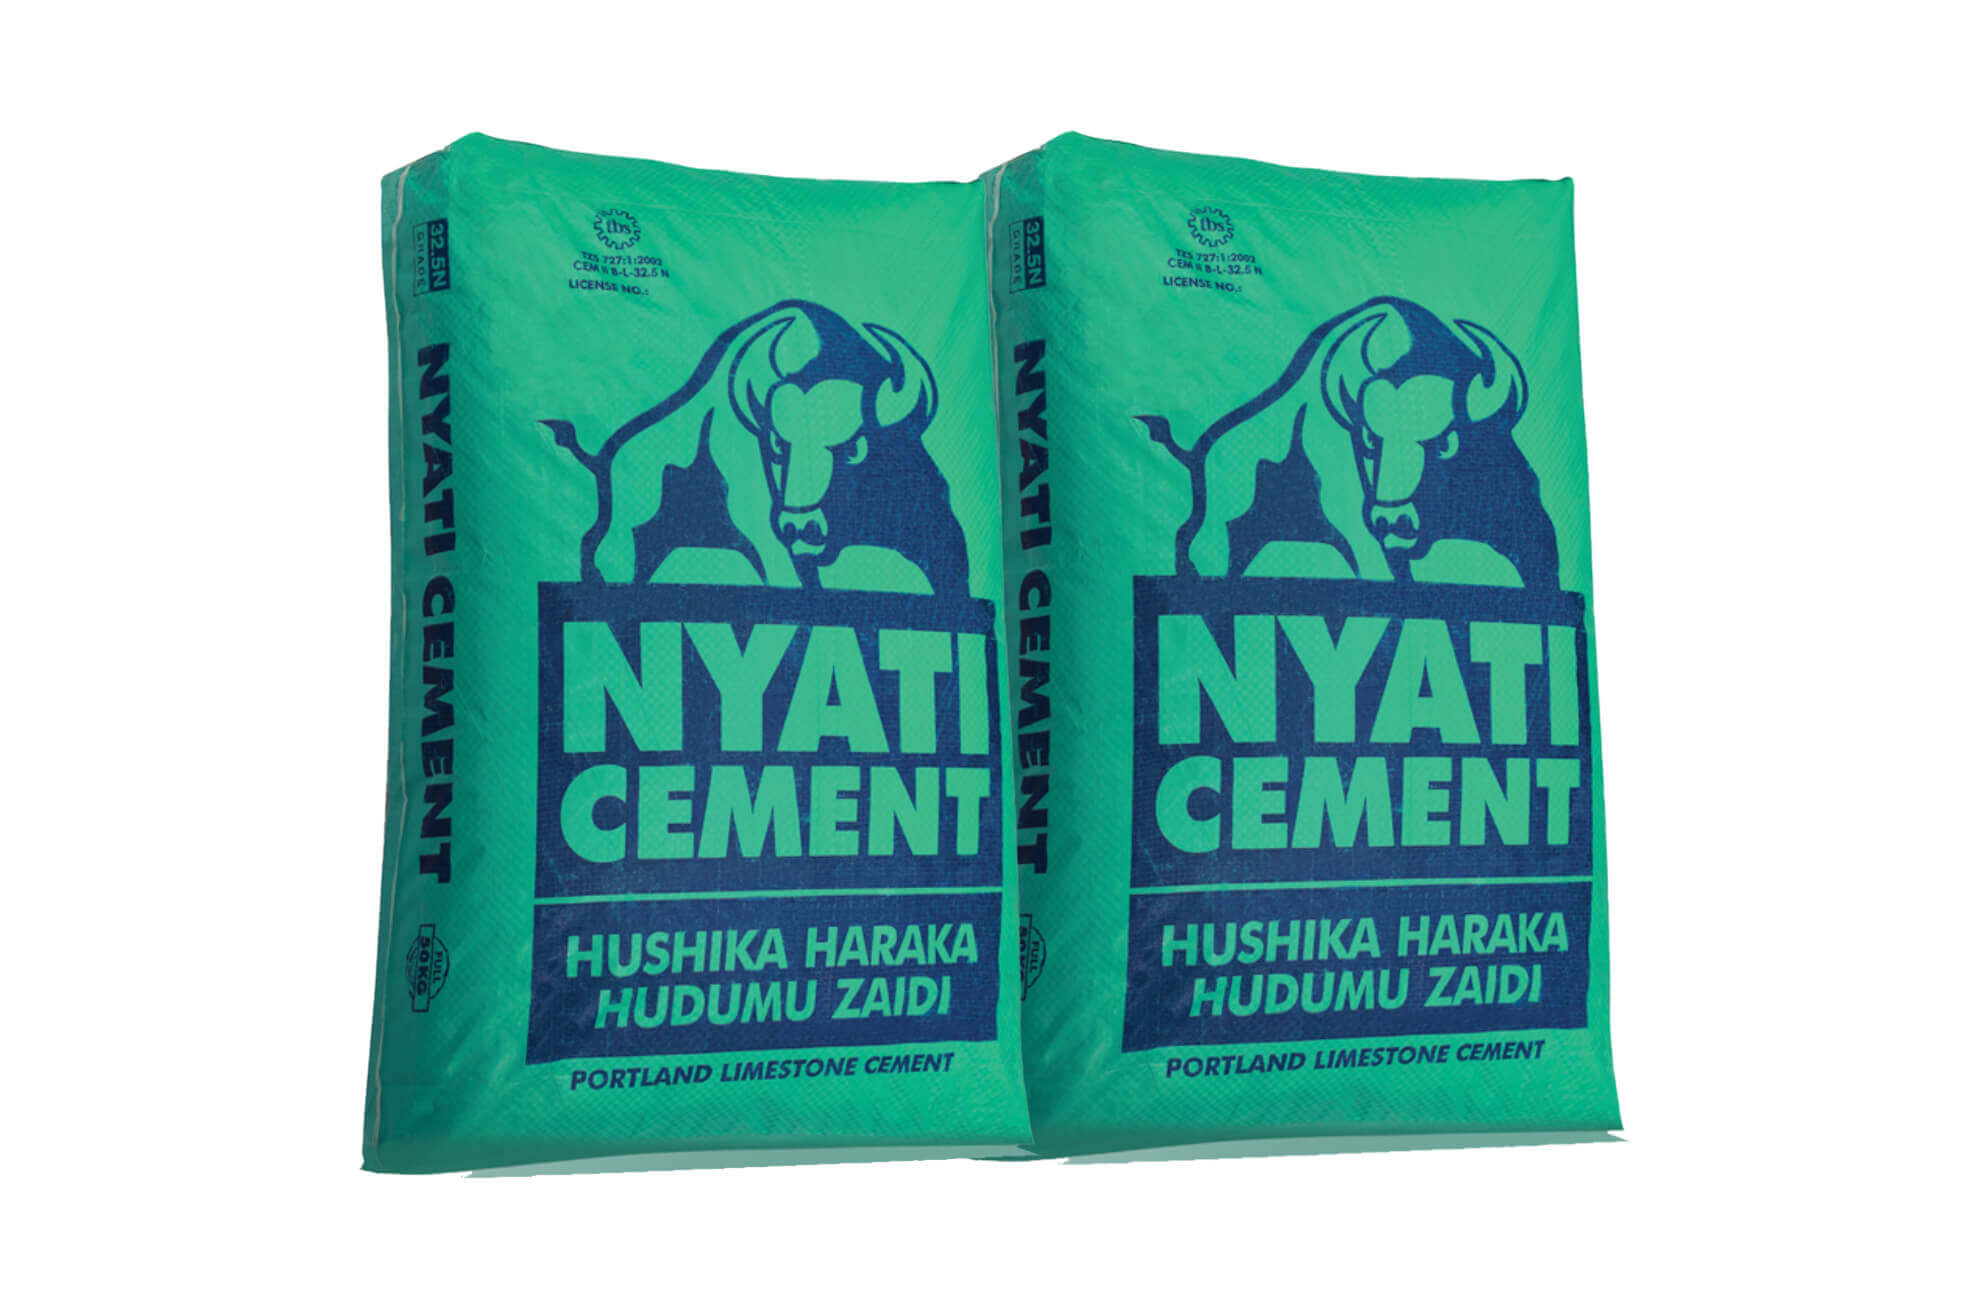 tbs
TZS 727:1:2002
CEM II B-L-32.5 N
LICENSE NO.:
32.5N
GRADE
NYATI CEMENT
FULL
50KG
NYATI
CEMENT
HUSHIKA HARAKA
HUDUMU ZAIDI
PORTLAND LIMESTONE CEMENT
tbs
TZS 727:1:2002
CEM II B-L-32.5 N
LICENSE NO.:
32.5N
GRADE
NYATI CEMENT
FULL
50KG
NYATI
CEMENT
HUSHIKA HARAKA
HUDUMU ZAIDI
PORTLAND LIMESTONE CEMENT